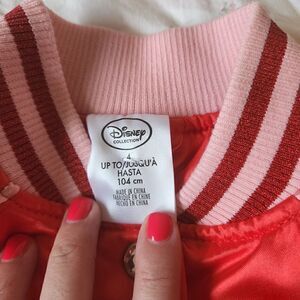 Disney
COLLECTION
4
UP TO/JUSQU'À
HASTA
104 cm
MADE IN CHINA
FABRIQUÉ EN CHINE
HECHO EN CHINA